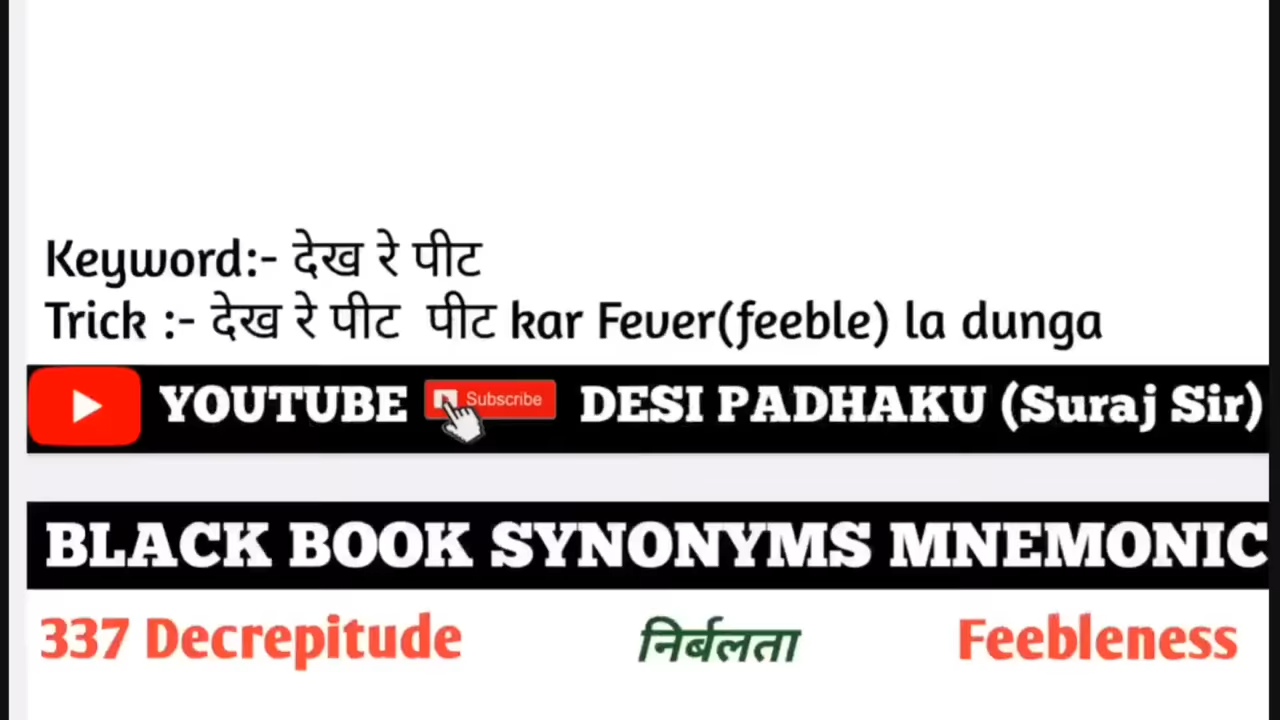 Keyword:- देख रे पीट
Trick :- देख रे पीट पीट kar Fever(feeble) la dunga
YOUTUBE Subscribe DESI PADHAKU (Suraj Sir)
BLACK BOOK SYNONYMS MNEMONIC
337 Decrepitude निर्बलता Feebleness